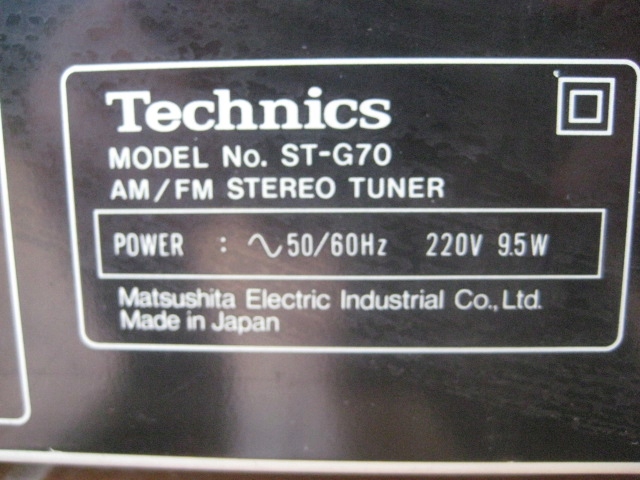 Technics
MODEL No. ST-G70
AM/FM STEREO TUNER
POWER : ∿50/60Hz 220V 9.5W
Matsushita Electric Industrial Co., Ltd.
Made in Japan